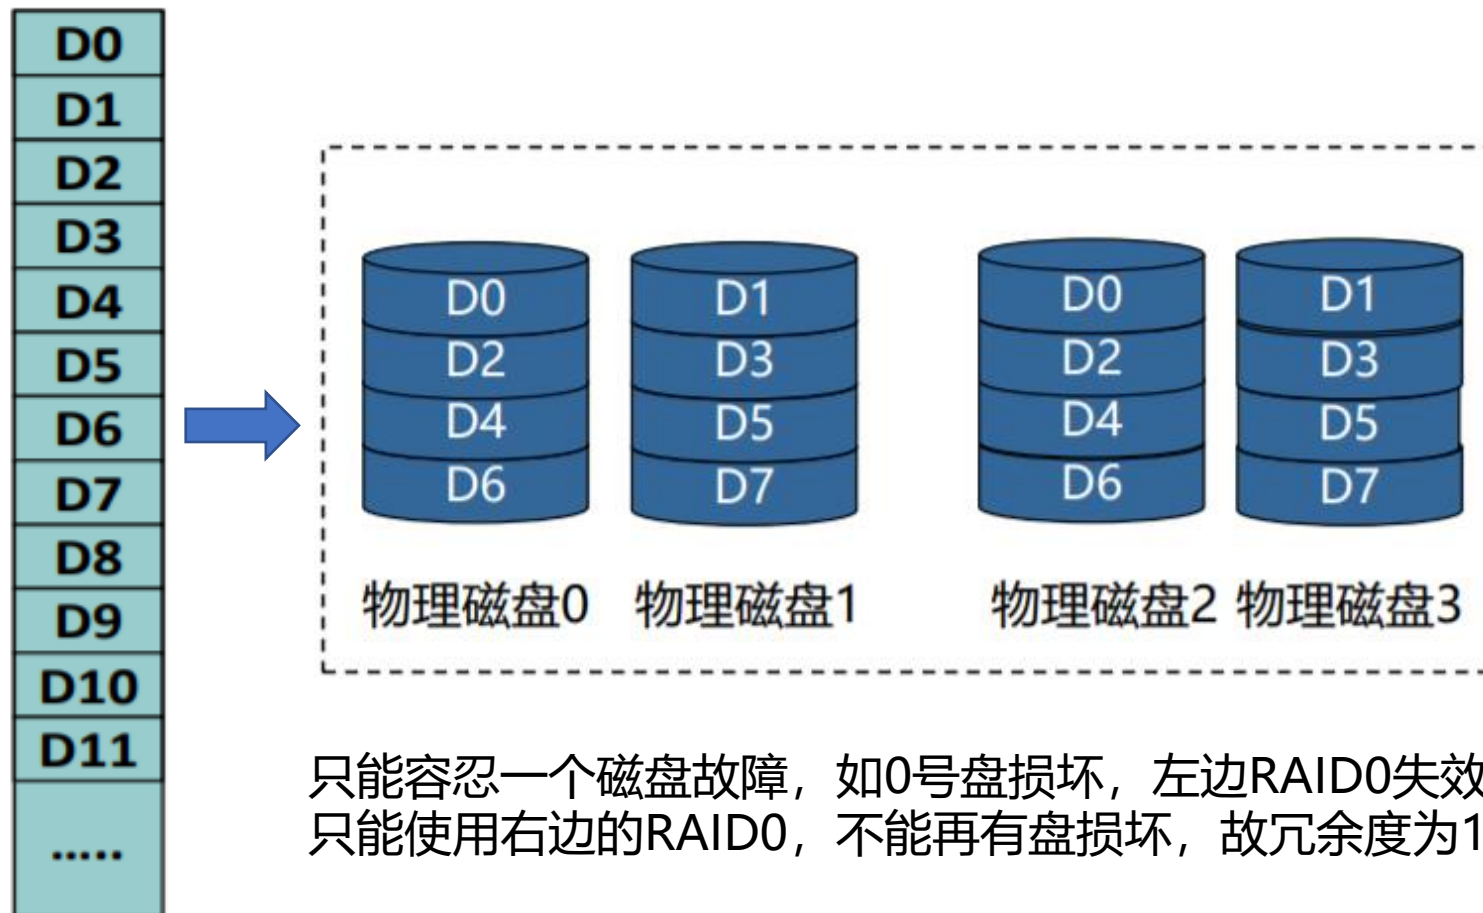 D0
D1
D2
D3
D4
D5
D6
D7
D8
D9
D10
D11
.....
D0
D2
D4
D6
物理磁盘0
D1
D3
D5
D7
物理磁盘1
D0
D2
D4
D6
物理磁盘2
D1
D3
D5
D7
物理磁盘3
只能容忍一个磁盘故障，如0号盘损坏，左边RAID0失效
只能使用右边的RAID0，不能再有盘损坏，故冗余度为1